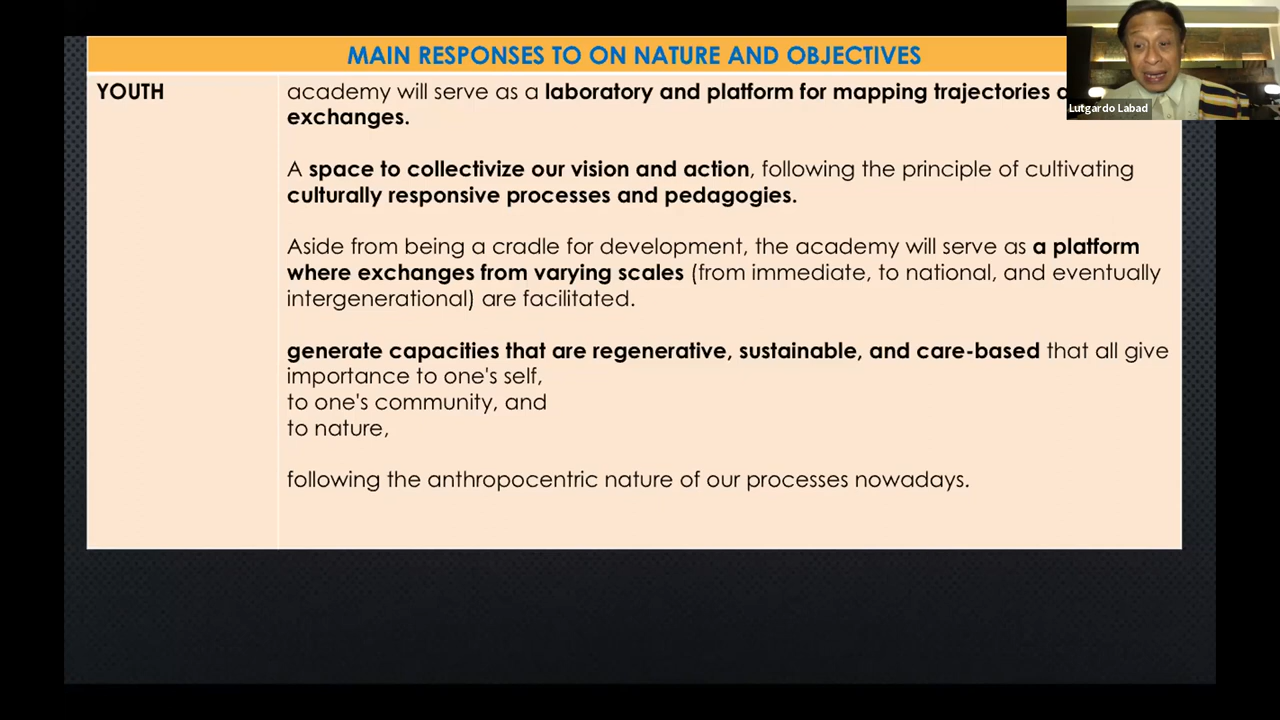 MAIN RESPONSES TO ON NATURE AND OBJECTIVES
YOUTH
academy will serve as a laboratory and platform for mapping trajectories
exchanges.
A space to collectivize our vision and action, following the principle of cultivating
culturally responsive processes and pedagogies.
Aside from being a cradle for development, the academy will serve as a platform
where exchanges from varying scales (from immediate, to national, and eventually
intergenerational) are facilitated.
generate capacities that are regenerative, sustainable, and care-based that all give
importance to one's self,
to one's community, and
to nature,
following the anthropocentric nature of our processes nowadays.
Lutgardo Labad